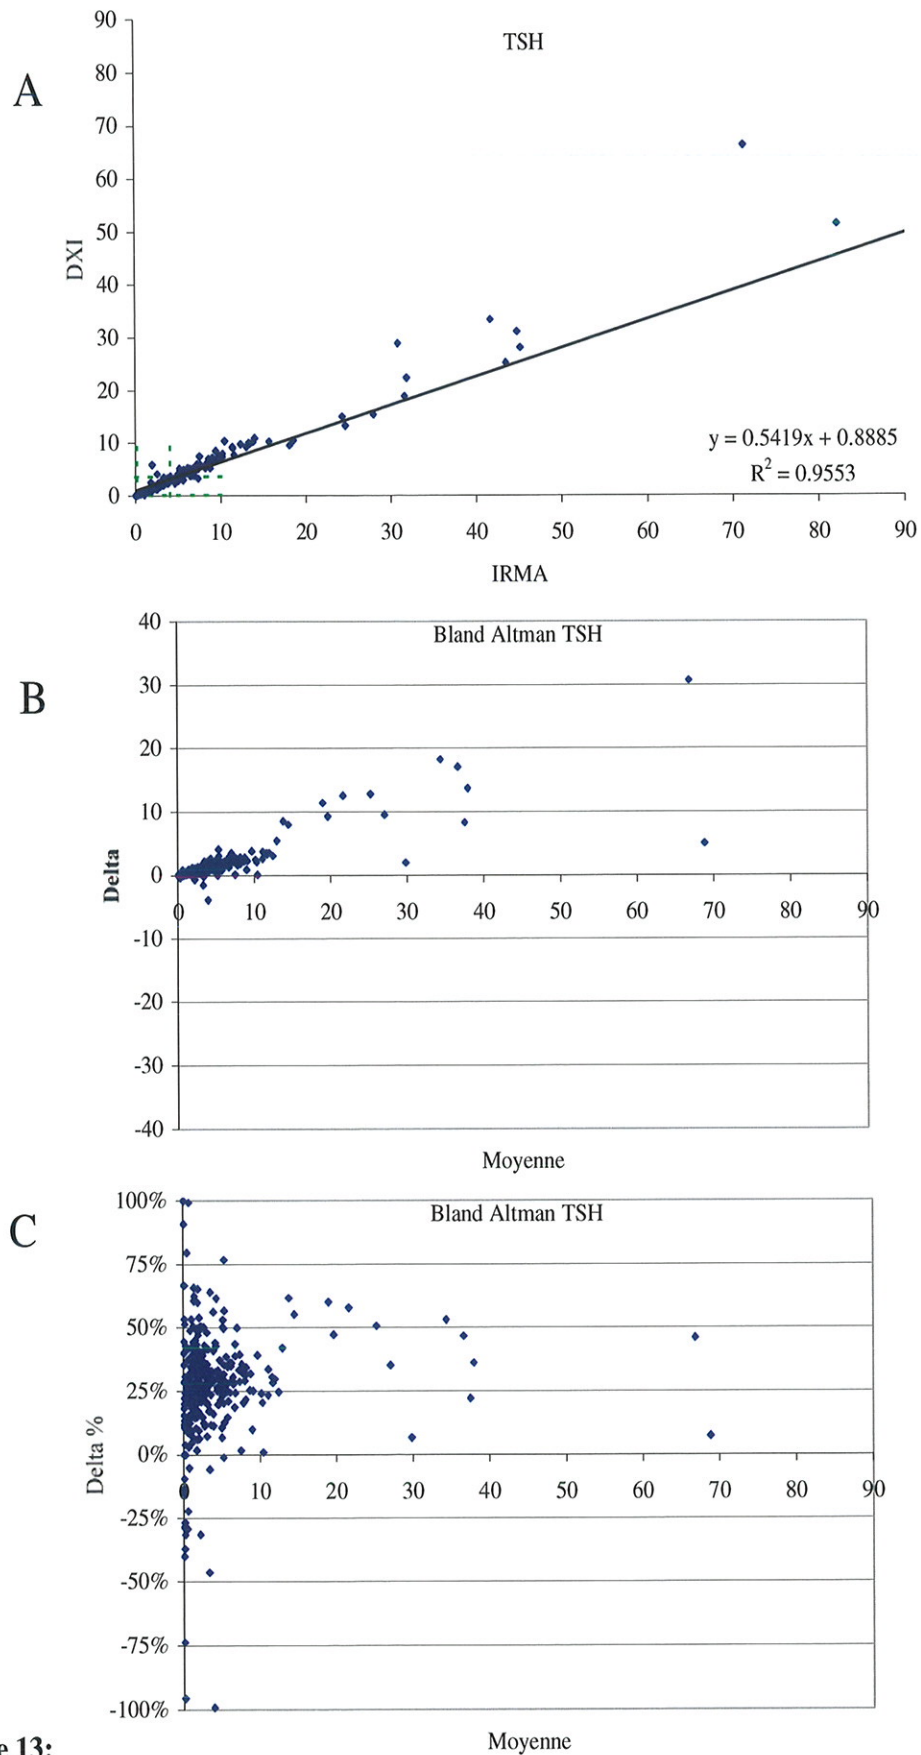 A
TSH
90
80
70
60
50
40
30
20
10
0
DXI
y = 0.5419x + 0.8885
R² = 0.9553
0 10 20 30 40 50 60 70 80 90
IRMA
B
Bland Altman TSH
40
30
20
10
0
-10
-20
-30
-40
Delta
0 10 20 30 40 50 60 70 80 90
Moyenne
C
Bland Altman TSH
100%
75%
50%
25%
0%
-25%
-50%
-75%
-100%
Delta %
0 10 20 30 40 50 60 70 80 90
Moyenne
e 13: